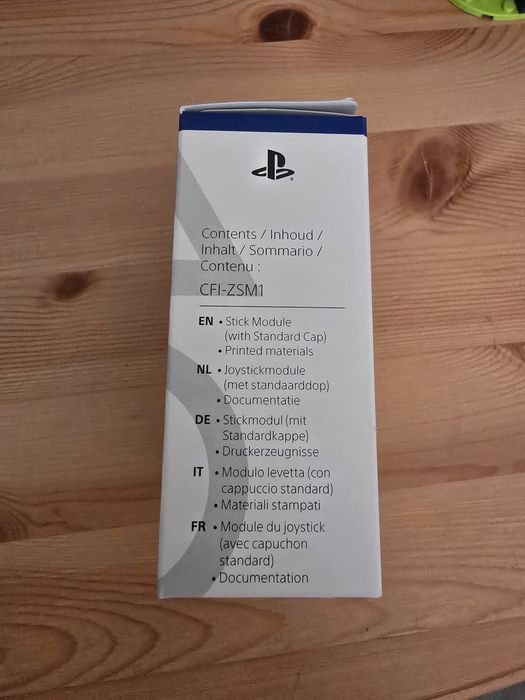 Contents / Inhoud /
Inhalt / Sommario /
Contenu :
CFI-ZSM1
EN • Stick Module
(with Standard Cap)
• Printed materials
NL • Joystickmodule
(met standaarddop)
• Documentatie
DE • Stickmodul (mit
Standardkappe)
• Druckerzeugnisse
IT • Modulo levetta (con
cappuccio standard)
• Materiali stampati
FR • Module du joystick
(avec capuchon
standard)
• Documentation